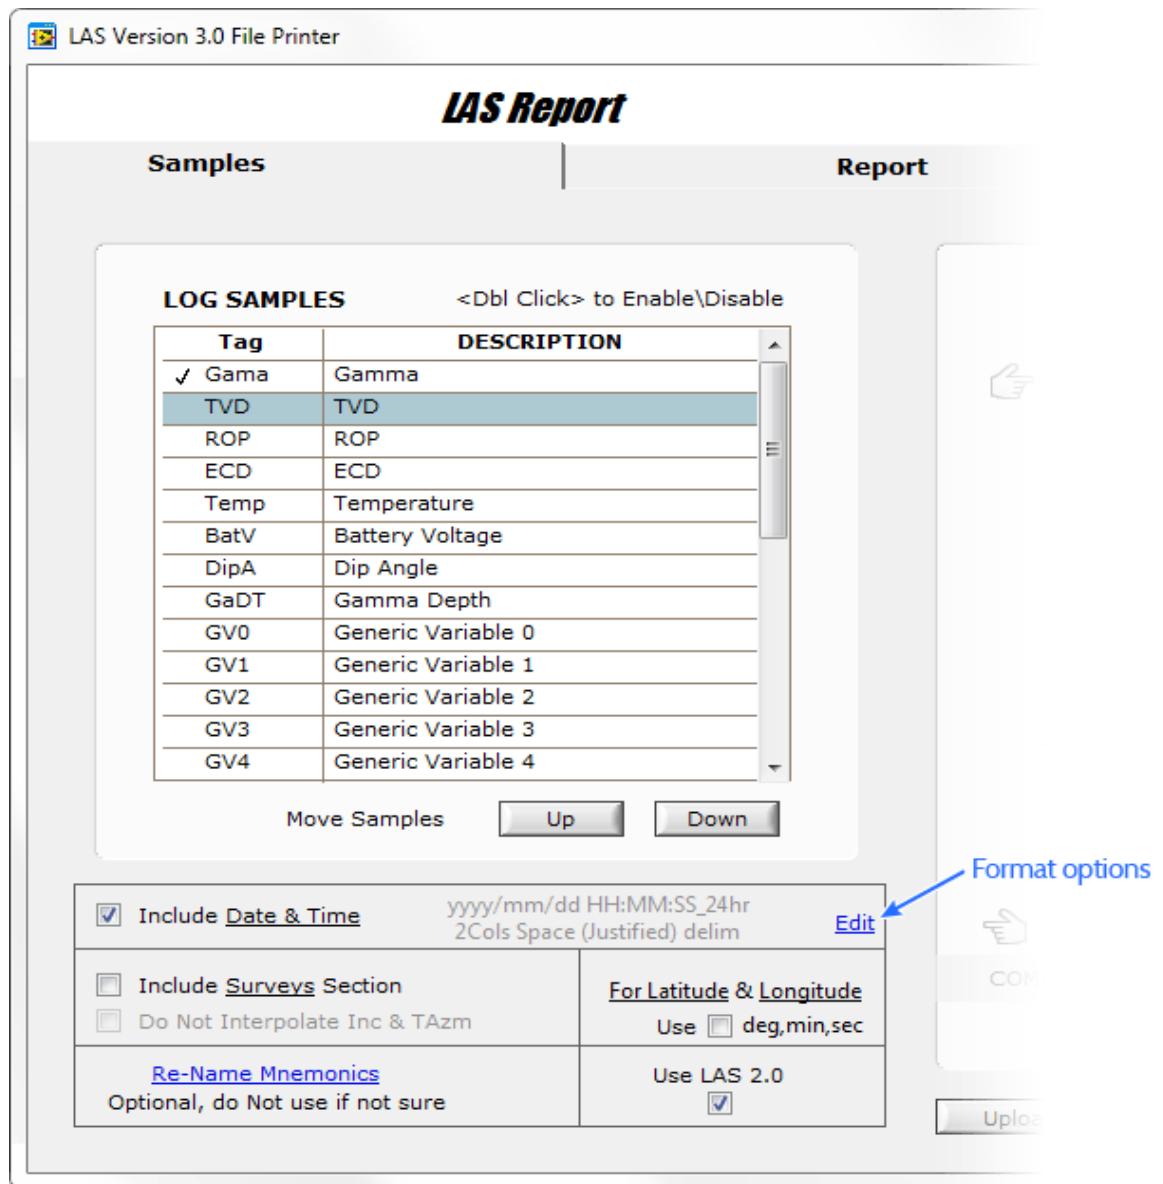 LAS Version 3.0 File Printer
LAS Report
Samples Report
LOG SAMPLES <Dbl Click> to Enable\Disable
Tag DESCRIPTION
✓ Gama Gamma
TVD TVD
ROP ROP
ECD ECD
Temp Temperature
BatV Battery Voltage
DipA Dip Angle
GaDT Gamma Depth
GV0 Generic Variable 0
GV1 Generic Variable 1
GV2 Generic Variable 2
GV3 Generic Variable 3
GV4 Generic Variable 4
Move Samples Up Down
Format options
Include Date & Time yyyy/mm/dd HH:MM:SS_24hr
2Cols Space (Justified) delim Edit
Include Surveys Section
Do Not Interpolate Inc & TAzm
For Latitude & Longitude
Use deg,min,sec
Re-Name Mnemonics
Optional, do Not use if not sure
Use LAS 2.0